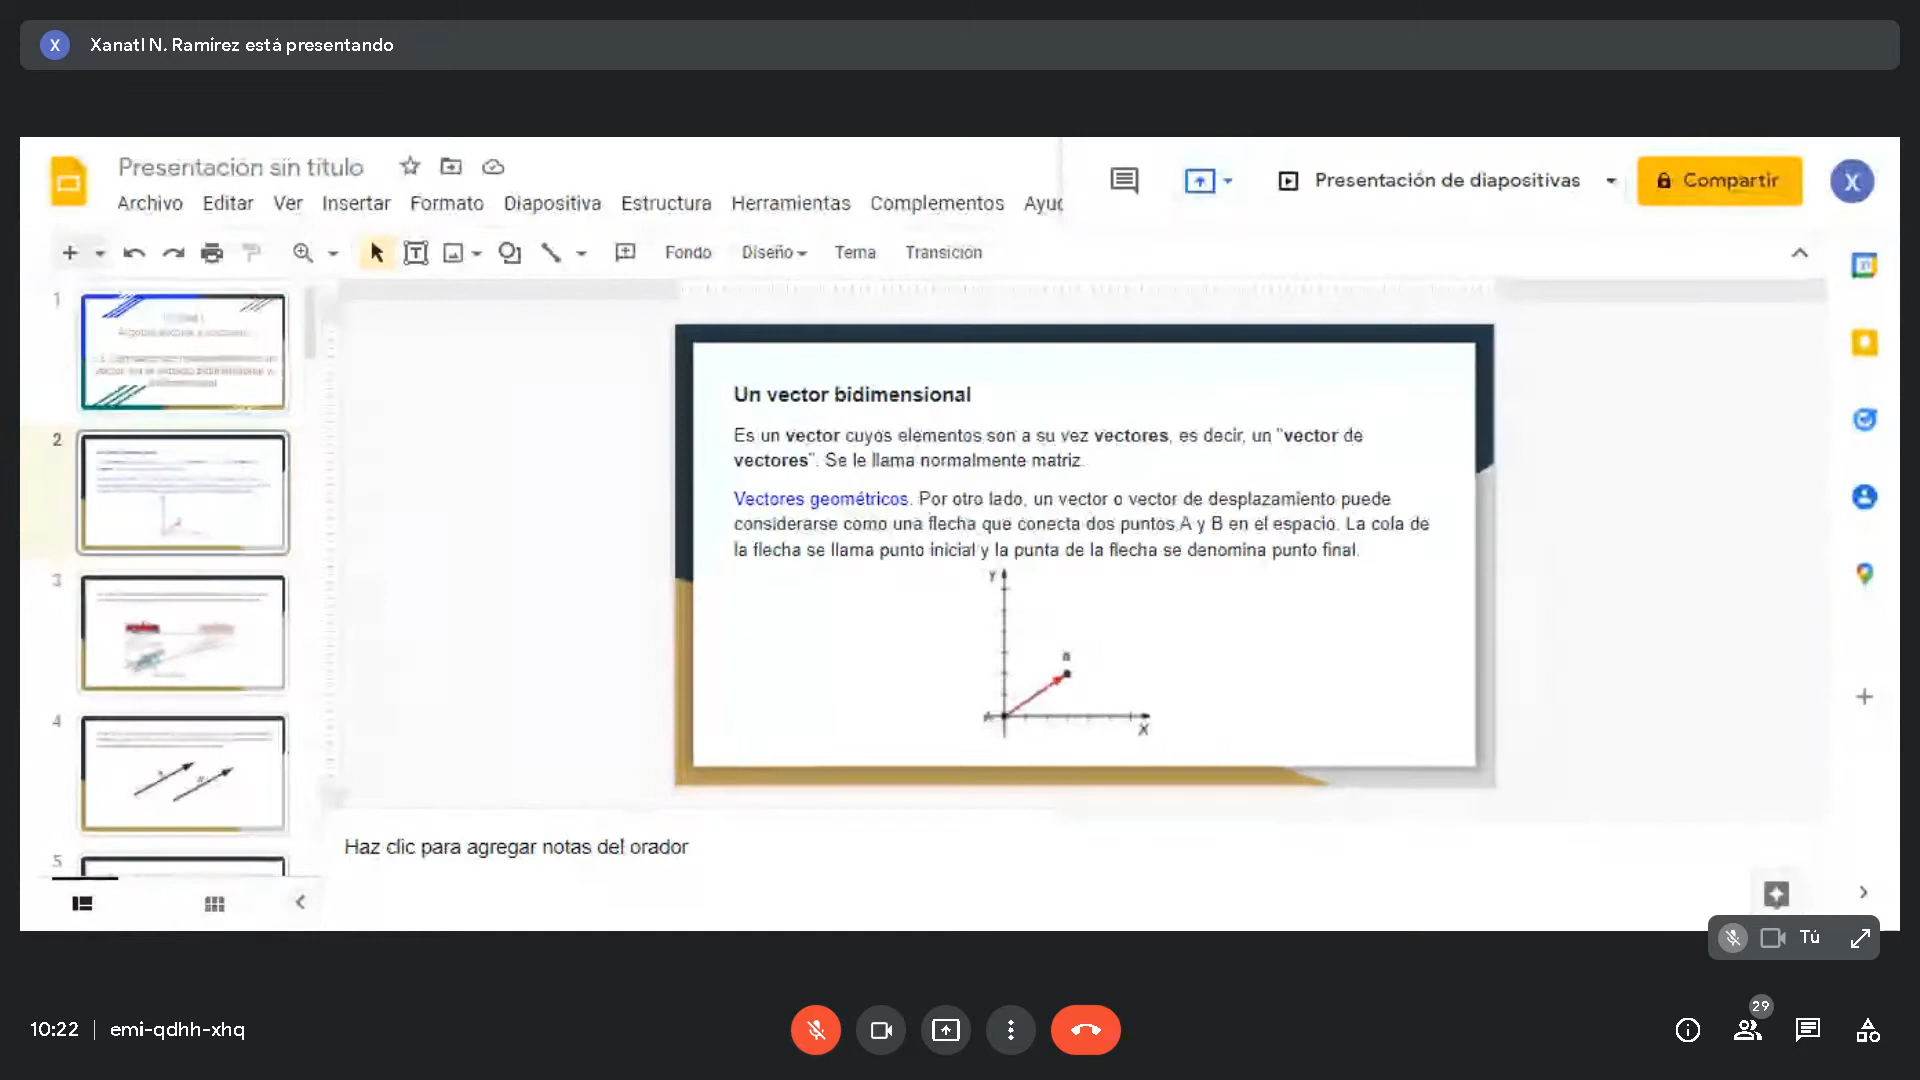 X Xanatl N. Ramírez está presentando
Presentación sin título
Archivo Editar Ver Insertar Formato Diapositiva Estructura Herramientas Complementos Ayuc
Presentación de diapositivas
Compartir
X
Fondo Diseño Tema Transición
1
2
3
4
5
Un vector bidimensional
Es un vector cuyos elementos son a su vez vectores, es decir, un "vector de
vectores". Se le llama normalmente matriz.
Vectores geométricos. Por otro lado, un vector o vector de desplazamiento puede
considerarse como una flecha que conecta dos puntos A y B en el espacio. La cola de
la flecha se llama punto inicial y la punta de la flecha se denomina punto final.
Y
B
A
X
Haz clic para agregar notas del orador
Tú
10:22 | emi-qdhh-xhq
29